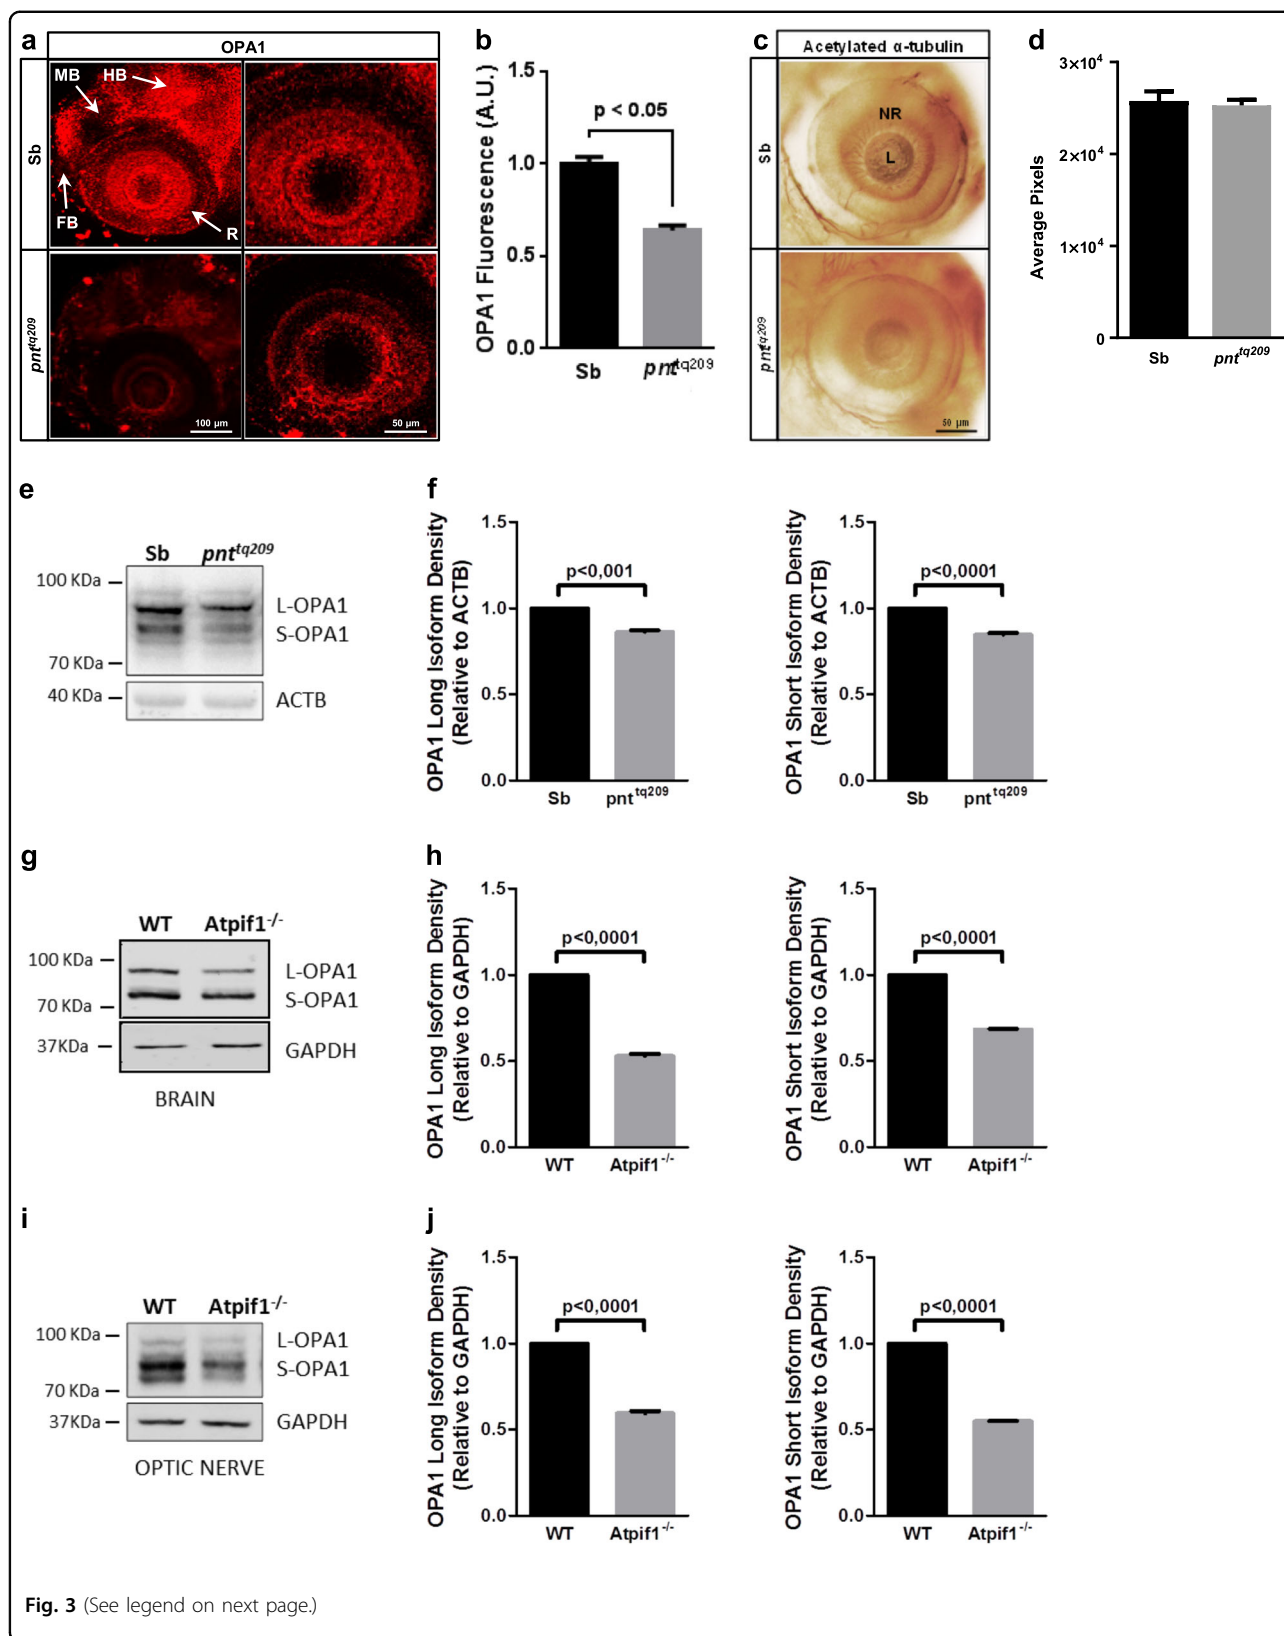 a
OPA1
Sb
MB
HB
FB
R
pnt^tq209
100 µm
50 µm
b
OPA1 Fluorescence (A.U.)
1.5
1.0
0.5
0.0
p < 0.05
Sb
pnt^tq209
c
Acetylated α-tubulin
Sb
NR
L
pnt^tq209
50 µm
d
Average Pixels
3×10^4
2×10^4
1×10^4
0
Sb
pnt^tq209
e
Sb
pnt^tq209
100 KDa
L-OPA1
S-OPA1
70 KDa
40 KDa
ACTB
f
OPA1 Long Isoform Density
(Relative to ACTB)
1.5
1.0
0.5
0.0
p<0,001
Sb
pnt^tq209
OPA1 Short Isoform Density
(Relative to ACTB)
1.5
1.0
0.5
0.0
p<0,0001
Sb
pnt^tq209
g
WT
Atpif1^-/-
100 KDa
L-OPA1
S-OPA1
70 KDa
37KDa
GAPDH
BRAIN
h
OPA1 Long Isoform Density
(Relative to GAPDH)
1.5
1.0
0.5
0.0
p<0,0001
WT
Atpif1^-/-
OPA1 Short Isoform Density
(Relative to GAPDH)
1.5
1.0
0.5
0.0
p<0,0001
WT
Atpif1^-/-
i
WT
Atpif1^-/-
100 KDa
L-OPA1
S-OPA1
70 KDa
37KDa
GAPDH
OPTIC NERVE
j
OPA1 Long Isoform Density
(Relative to GAPDH)
1.5
1.0
0.5
0.0
p<0,0001
WT
Atpif1^-/-
OPA1 Short Isoform Density
(Relative to GAPDH)
1.5
1.0
0.5
0.0
p<0,0001
WT
Atpif1^-/-
Fig. 3 (See legend on next page.)